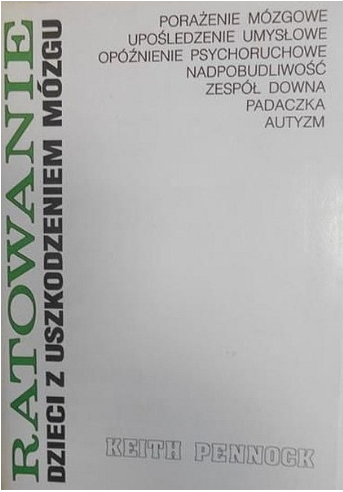 PORAŻENIE MÓZGOWE
UPOŚLEDZENIE UMYSŁOWE
OPÓŹNIENIE PSYCHORUCHOWE
NADPOBUDLIWOŚĆ
ZESPÓŁ DOWNA
PADACZKA
AUTYZM
RATOWANIE
DZIECI Z USZKODZENIEM MÓZGU
KEITH PENNOCK